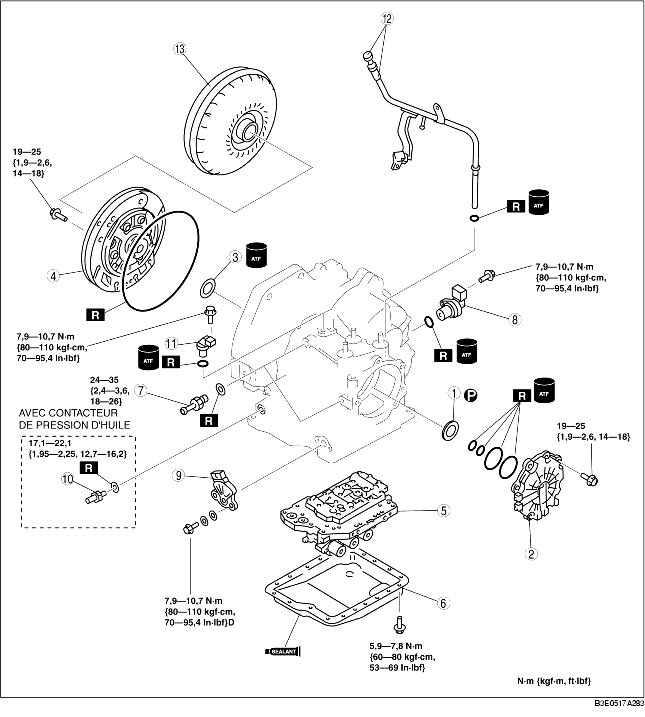 12
13
19—25
{1,9—2,6,
14—18}
R
ATF
4
3
ATF
7,9—10,7 N·m
{80—110 kgf·cm,
70—95,4 In·lbf}
R
7,9—10,7 N·m
{80—110 kgf·cm,
70—95,4 In·lbf}
11
8
ATF
R
R
ATF
24—35
{2,4—3,6,
18—26}
7
R
1
P
R
ATF
AVEC CONTACTEUR
DE PRESSION D'HUILE
17,1—22,1
{1,95—2,25, 12,7—16,2}
R
10
19—25
{1,9—2,6, 14—18}
9
5
2
7,9—10,7 N·m
{80—110 kgf·cm,
70—95,4 In·lbf}D
6
SEALANT
5,9—7,8 N·m
{60—80 kgf·cm,
53—69 In·lbf}
N·m {kgf·m, ft·lbf}
B3E0517A283